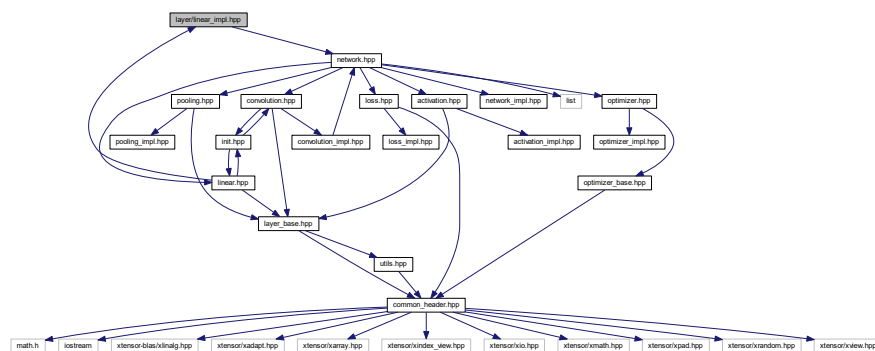 layer/linear_impl.hpp
network.hpp
pooling.hpp
convolution.hpp
loss.hpp
activation.hpp
network_impl.hpp
list
optimizer.hpp
pooling_impl.hpp
init.hpp
convolution_impl.hpp
loss_impl.hpp
activation_impl.hpp
optimizer_impl.hpp
linear.hpp
optimizer_base.hpp
layer_base.hpp
utils.hpp
common_header.hpp
math.h
iostream
xtensor-blas/xlinalg.hpp
xtensor/xadapt.hpp
xtensor/xarray.hpp
xtensor/xindex_view.hpp
xtensor/xio.hpp
xtensor/xmath.hpp
xtensor/xpad.hpp
xtensor/xrandom.hpp
xtensor/xview.hpp